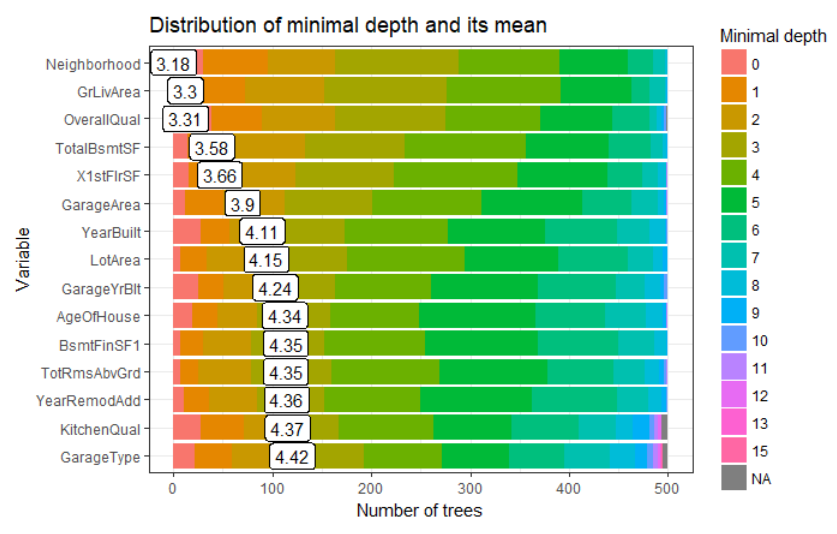 Distribution of minimal depth and its mean
Variable
Neighborhood 3.18
GrLivArea 3.3
OverallQual 3.31
TotalBsmtSF 3.58
X1stFlrSF 3.66
GarageArea 3.9
YearBuilt 4.11
LotArea 4.15
GarageYrBlt 4.24
AgeOfHouse 4.34
BsmtFinSF1 4.35
TotRmsAbvGrd 4.35
YearRemodAdd 4.36
KitchenQual 4.37
GarageType 4.42
0 100 200 300 400 500
Number of trees
Minimal depth
0
1
2
3
4
5
6
7
8
9
10
11
12
13
15
NA